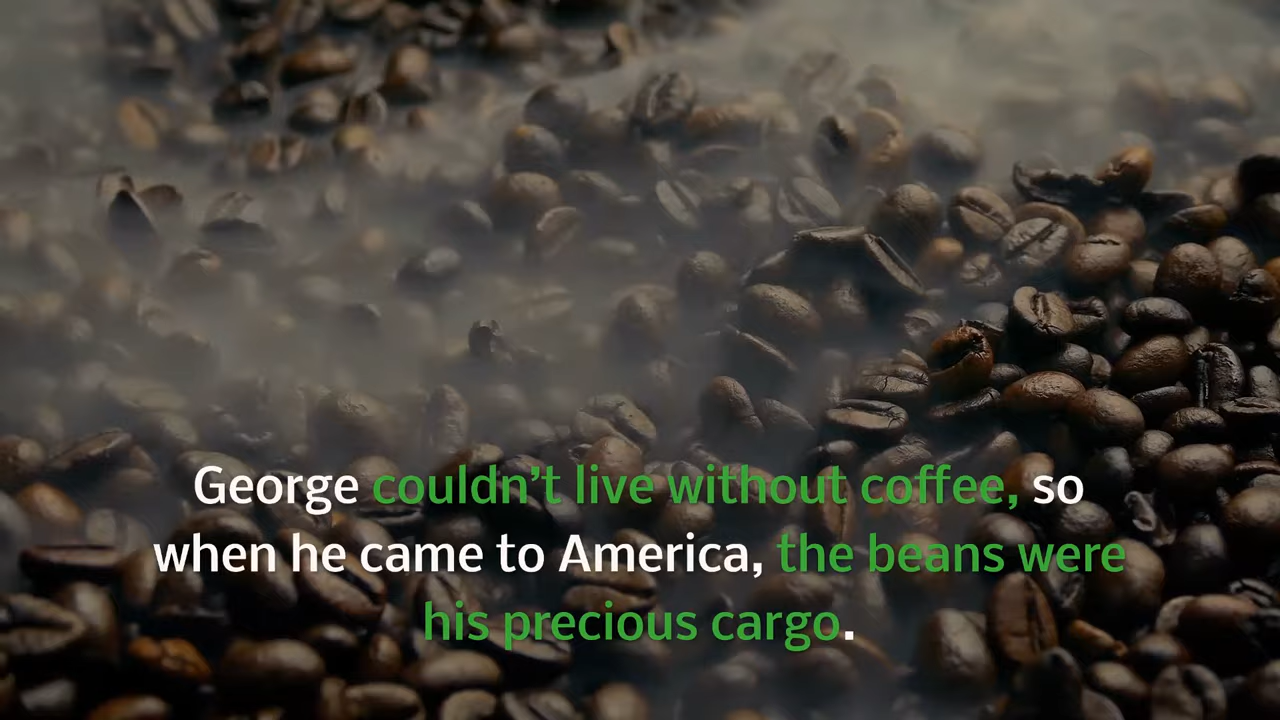 George couldn’t live without coffee, so
when he came to America, the beans were
his precious cargo.